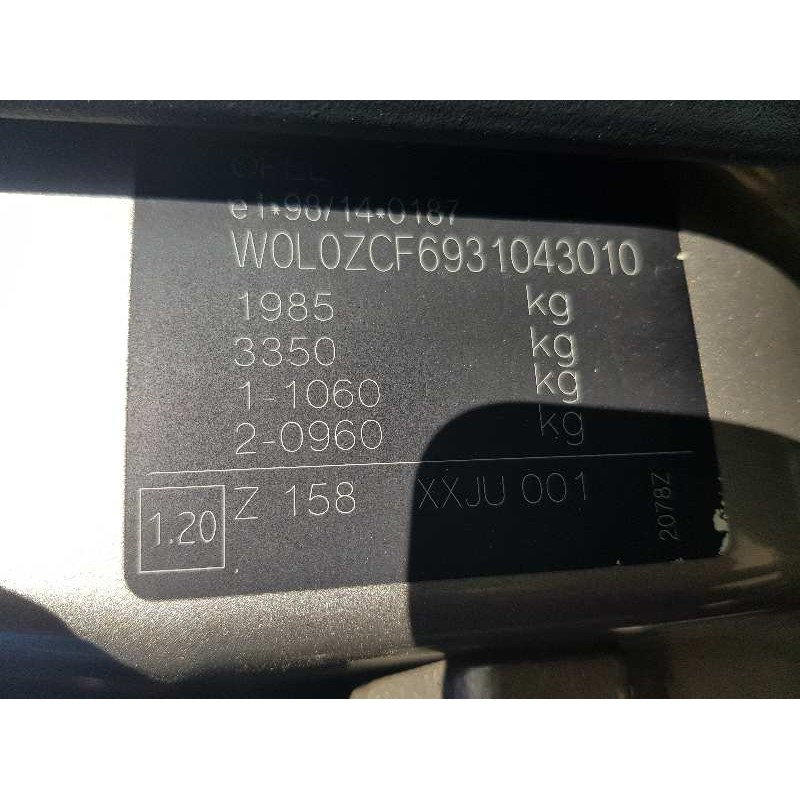 OPEL
e1*98/14*0187
W0L0ZCF6931043010
1985 kg
3350 kg
1-1060 kg
2-0960 kg
1.20 Z 158 XXJU 001
2078Z